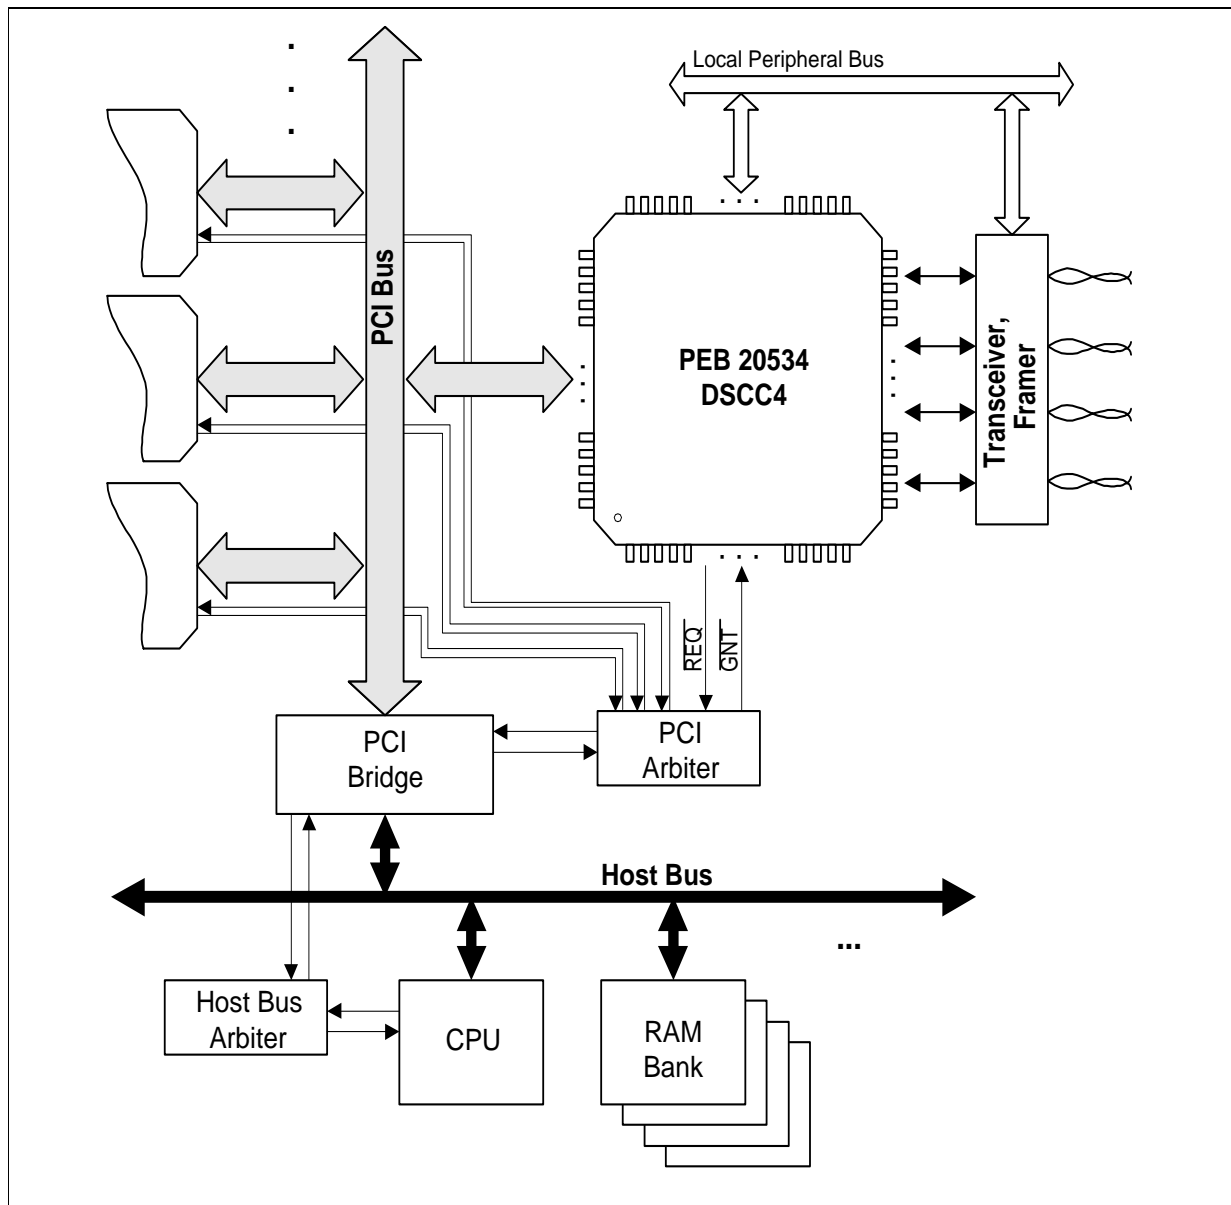 Local Peripheral Bus
PCI Bus
PEB 20534
DSCC4
Transceiver,
Framer
REQ
GNT
PCI
Bridge
PCI
Arbiter
Host Bus
...
Host Bus
Arbiter
CPU
RAM
Bank